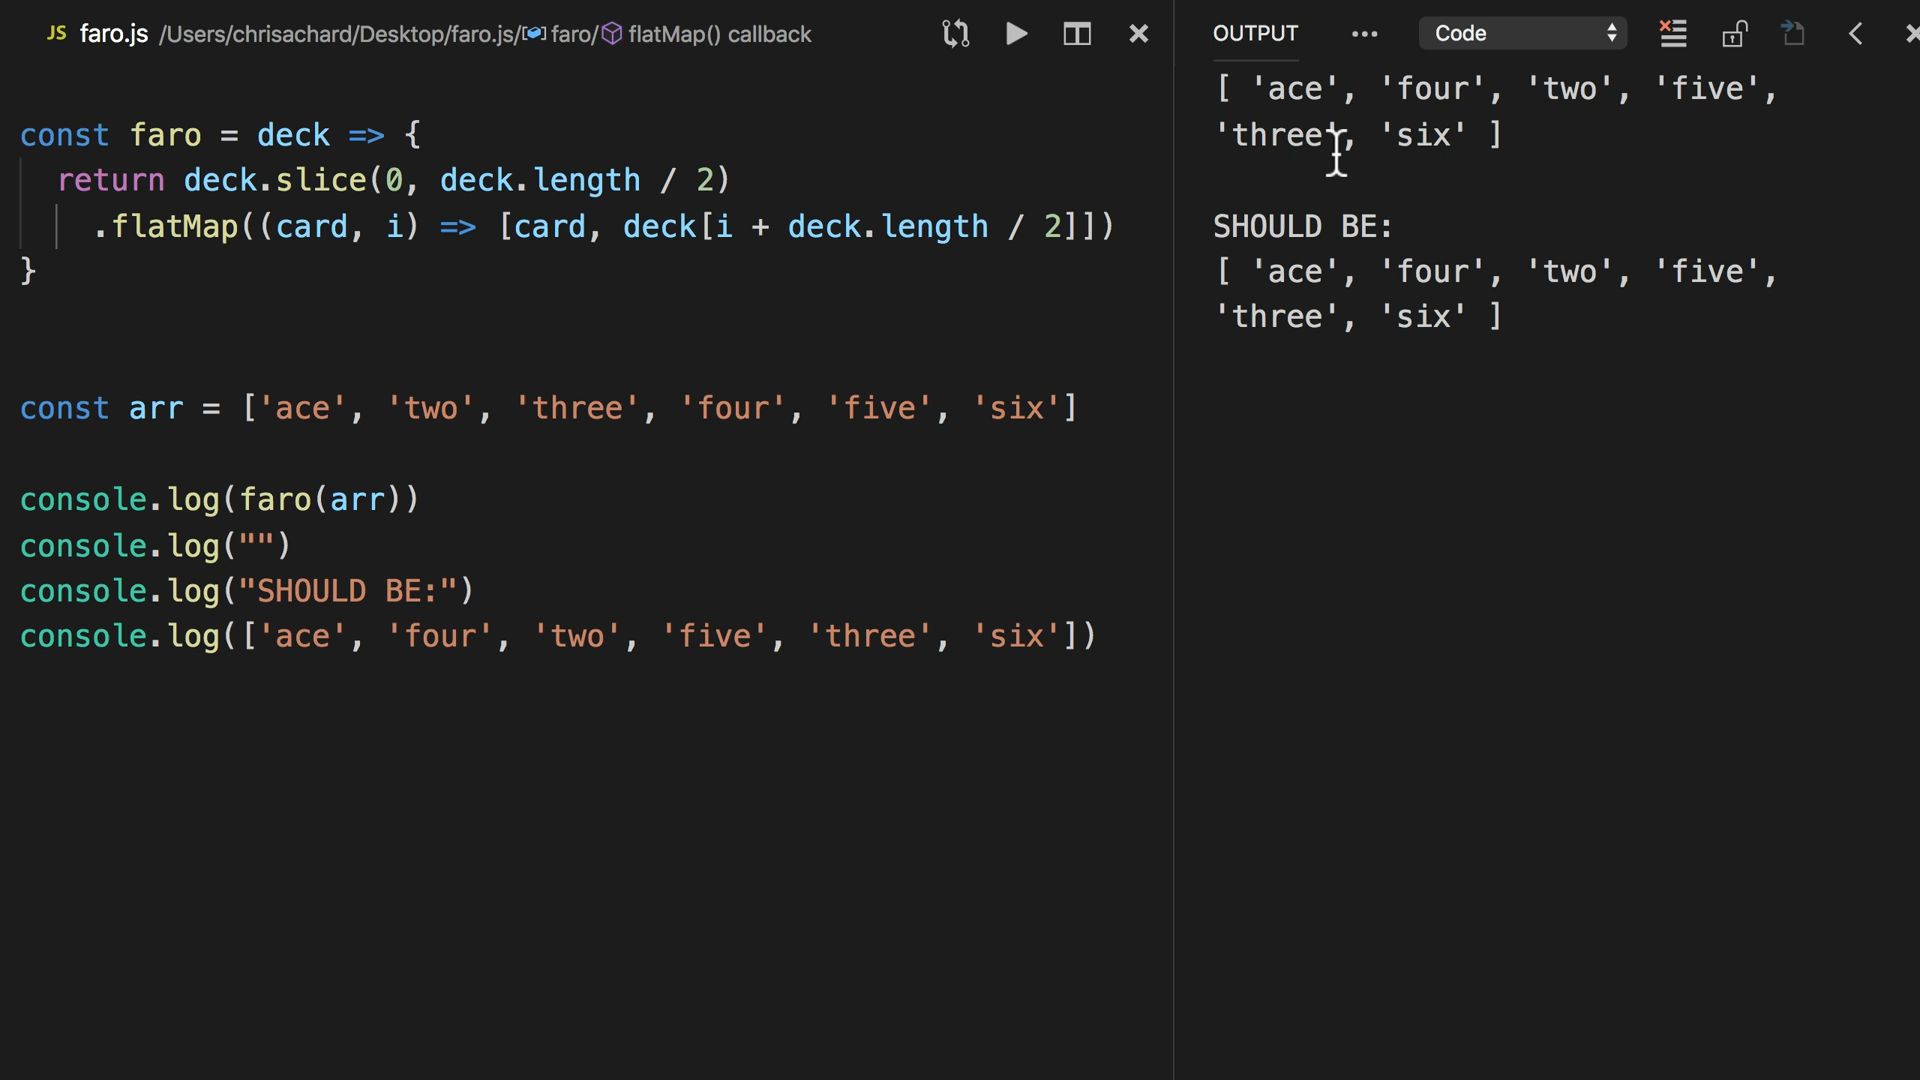 JS faro.js /Users/chrisachard/Desktop/faro.js/ faro/ flatMap() callback
const faro = deck => {
return deck.slice(0, deck.length / 2)
.flatMap((card, i) => [card, deck[i + deck.length / 2]])
}
const arr = ['ace', 'two', 'three', 'four', 'five', 'six']
console.log(faro(arr))
console.log("")
console.log("SHOULD BE:")
console.log(['ace', 'four', 'two', 'five', 'three', 'six'])
OUTPUT ··· Code
[ 'ace', 'four', 'two', 'five',
'three', 'six' ]
SHOULD BE:
[ 'ace', 'four', 'two', 'five',
'three', 'six' ]